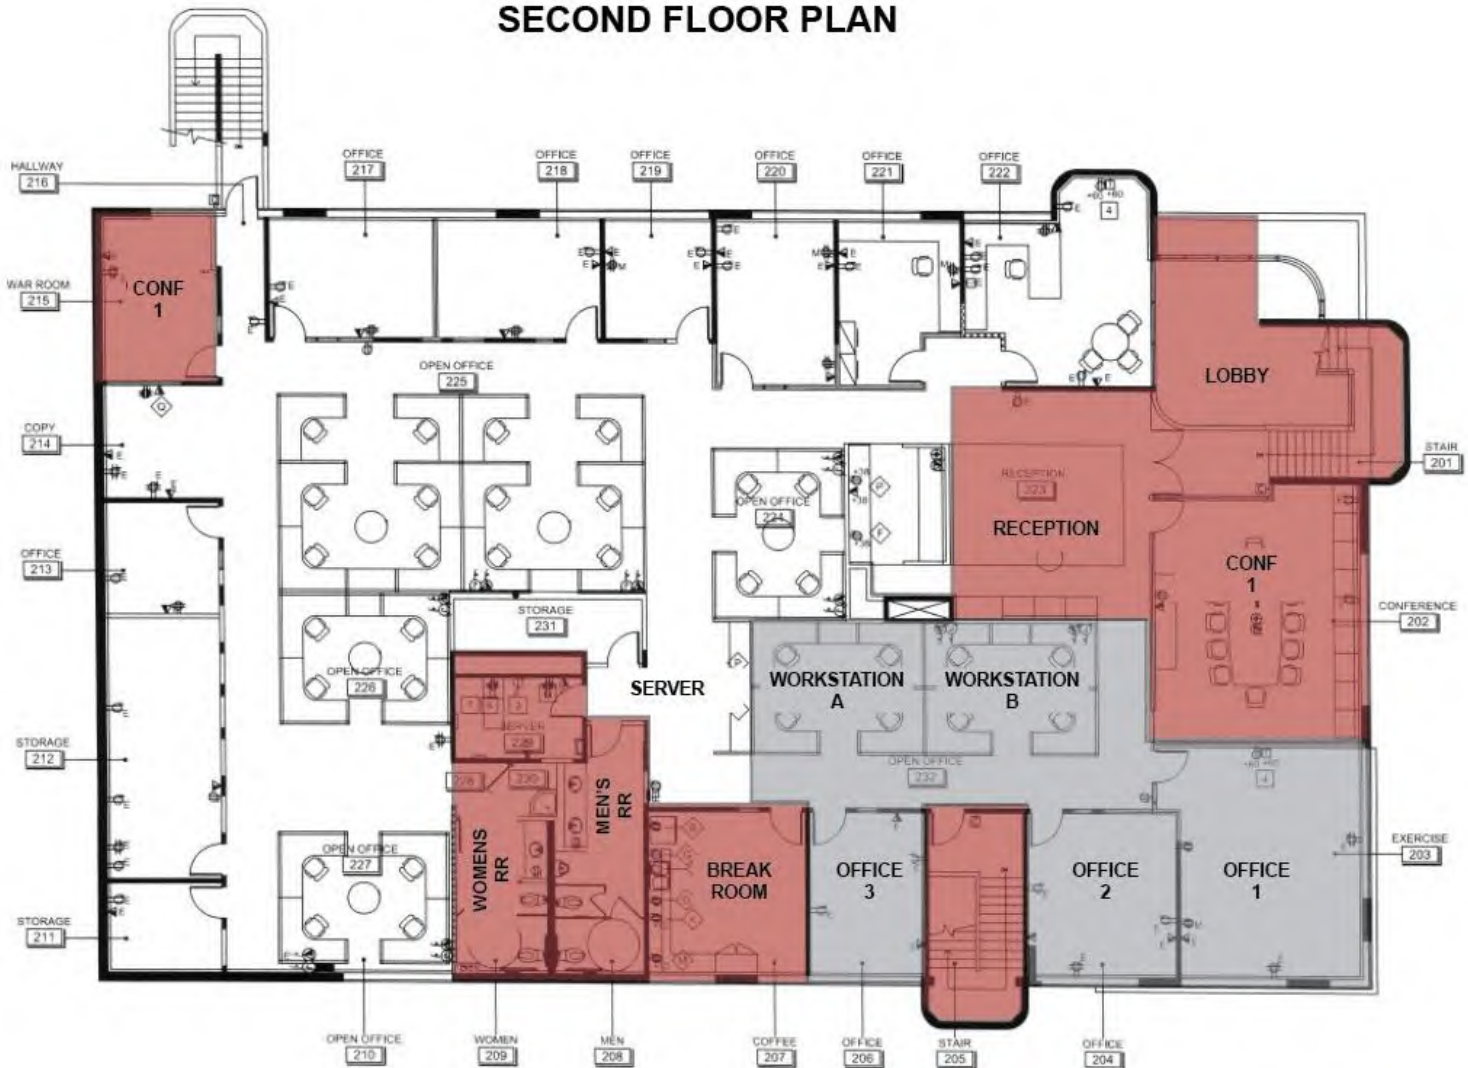 SECOND FLOOR PLAN
HALLWAY
216
OFFICE
217
OFFICE
218
OFFICE
219
OFFICE
220
OFFICE
221
OFFICE
222
WAR ROOM
215
CONF
1
OPEN OFFICE
225
LOBBY
COPY
214
STAIR
201
RECEPTION
223
RECEPTION
OPEN OFFICE
224
OFFICE
213
CONF
1
CONFERENCE
202
STORAGE
231
OPEN OFFICE
226
SERVER
WORKSTATION
A
WORKSTATION
B
SERVER
229
STORAGE
212
228
230
OPEN OFFICE
232
WOMENS
RR
MEN'S
RR
OPEN OFFICE
227
BREAK
ROOM
OFFICE
3
OFFICE
2
OFFICE
1
EXERCISE
203
STORAGE
211
OPEN OFFICE
210
WOMEN
209
MEN
208
COFFEE
207
OFFICE
206
STAIR
205
OFFICE
204